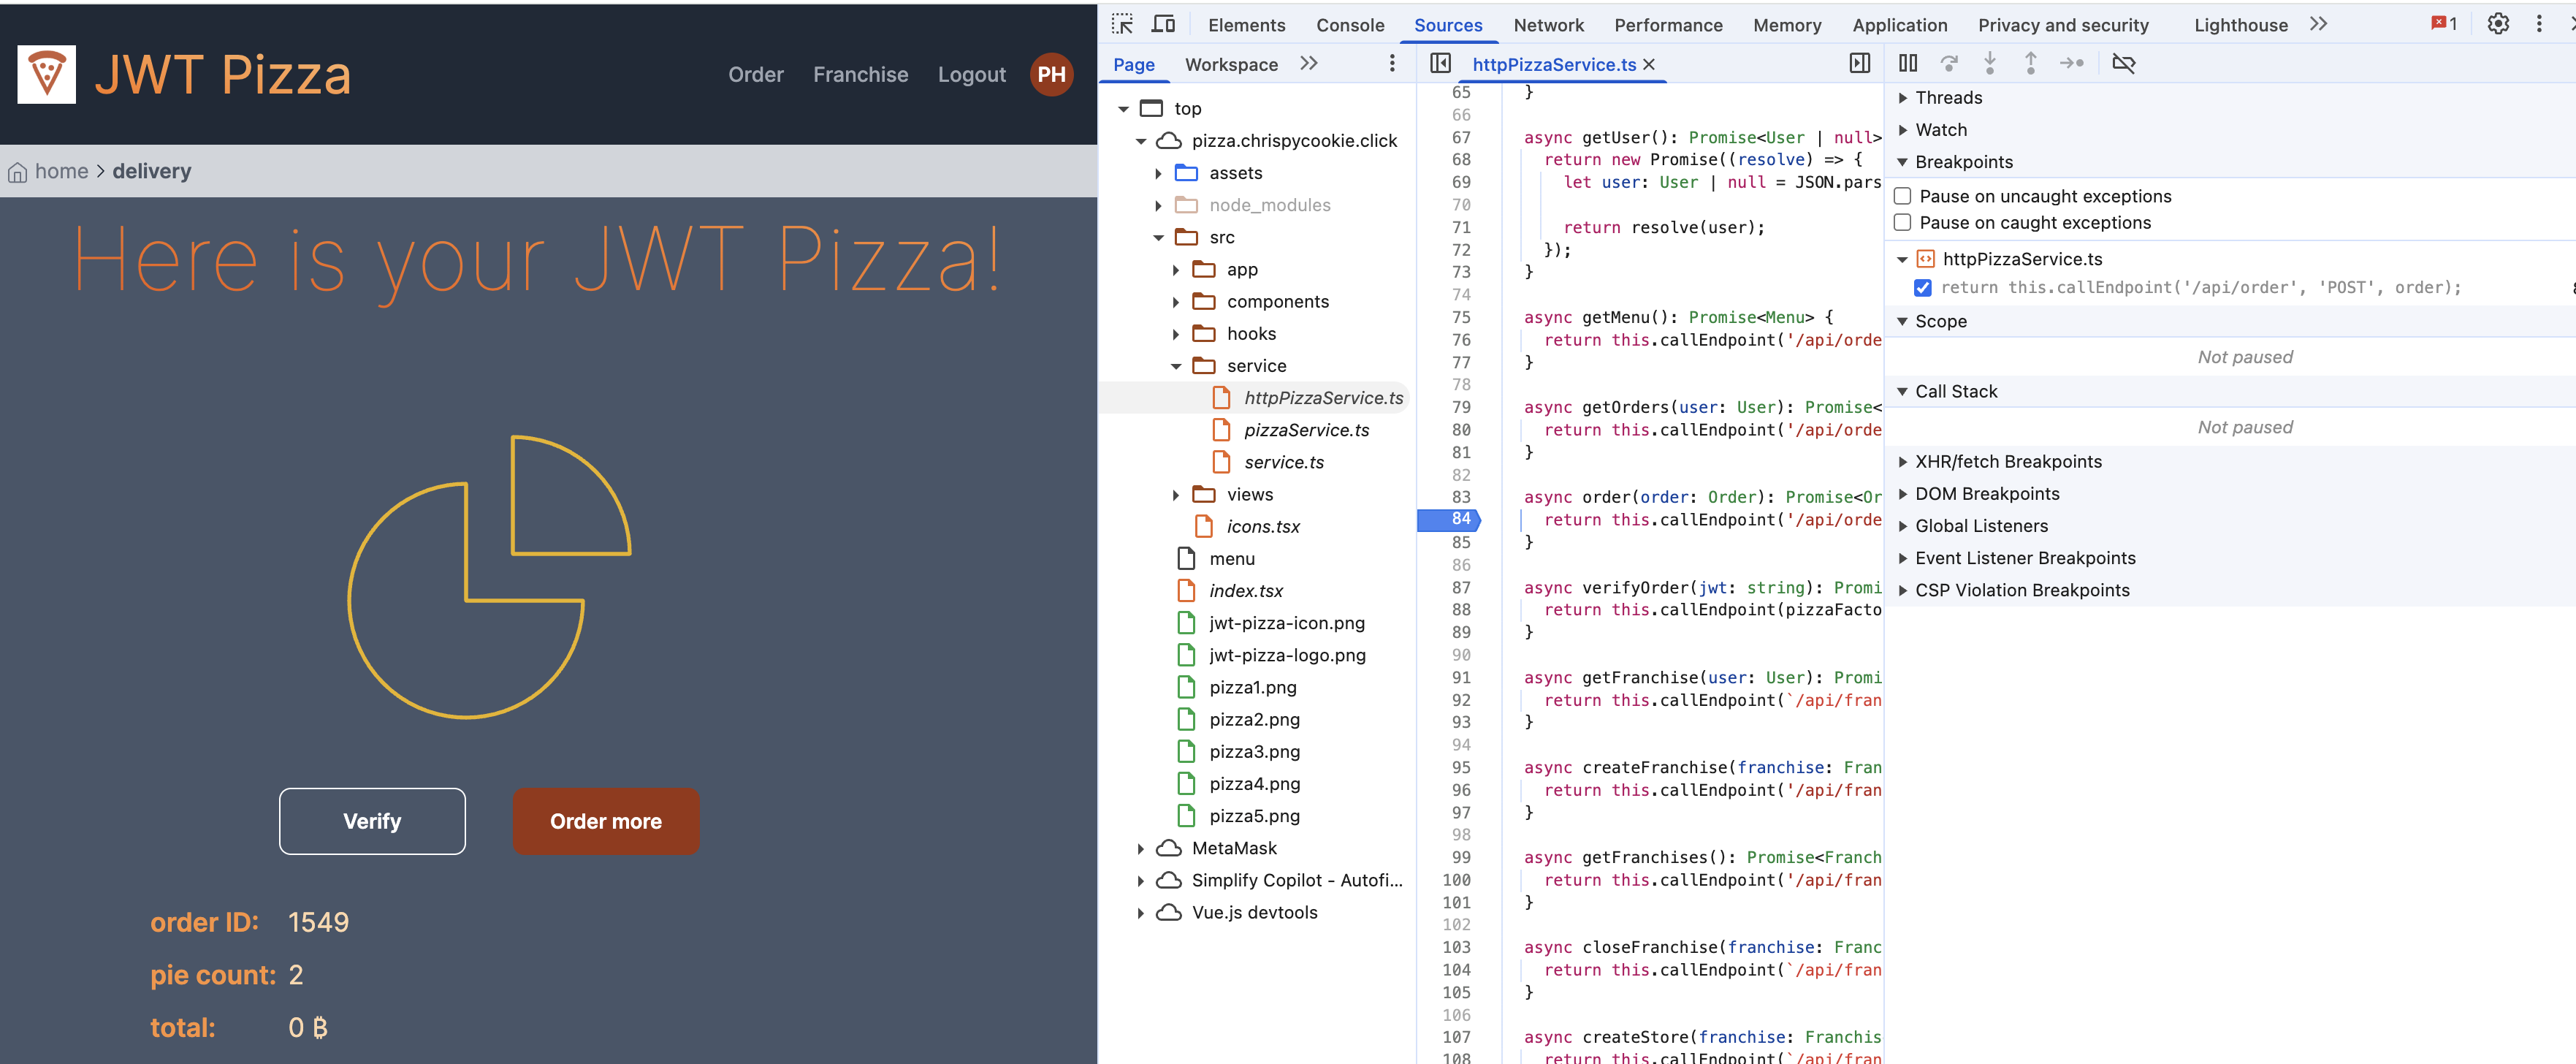 JWT Pizza
Order Franchise Logout PH
home > delivery
Here is your JWT Pizza!
Verify
Order more
order ID: 1549
pie count: 2
total: 0 ₿
Elements Console Sources Network Performance Memory Application Privacy and security Lighthouse >> 1
Page Workspace >>
top
pizza.chrispycookie.click
assets
node_modules
src
app
components
hooks
service
httpPizzaService.ts
pizzaService.ts
service.ts
views
icons.tsx
menu
index.tsx
jwt-pizza-icon.png
jwt-pizza-logo.png
pizza1.png
pizza2.png
pizza3.png
pizza4.png
pizza5.png
MetaMask
Simplify Copilot - Autofi...
Vue.js devtools
httpPizzaService.ts ×
65 }
66
67 async getUser(): Promise<User | null>
68 return new Promise((resolve) => {
69 let user: User | null = JSON.pars
70
71 return resolve(user);
72 });
73 }
74
75 async getMenu(): Promise<Menu> {
76 return this.callEndpoint('/api/orde
77 }
78
79 async getOrders(user: User): Promise<
80 return this.callEndpoint('/api/orde
81 }
82
83 async order(order: Order): Promise<Or
84 return this.callEndpoint('/api/orde
85 }
86
87 async verifyOrder(jwt: string): Promi
88 return this.callEndpoint(pizzaFacto
89 }
90
91 async getFranchise(user: User): Promi
92 return this.callEndpoint(`/api/fran
93 }
94
95 async createFranchise(franchise: Fran
96 return this.callEndpoint('/api/fran
97 }
98
99 async getFranchises(): Promise<Franch
100 return this.callEndpoint('/api/fran
101 }
102
103 async closeFranchise(franchise: Franc
104 return this.callEndpoint(`/api/fran
105 }
106
107 async createStore(franchise: Franchis
108 return this.callEndpoint(`/api/fran
Threads
Watch
Breakpoints
Pause on uncaught exceptions
Pause on caught exceptions
httpPizzaService.ts
return this.callEndpoint('/api/order', 'POST', order);
Scope
Not paused
Call Stack
Not paused
XHR/fetch Breakpoints
DOM Breakpoints
Global Listeners
Event Listener Breakpoints
CSP Violation Breakpoints